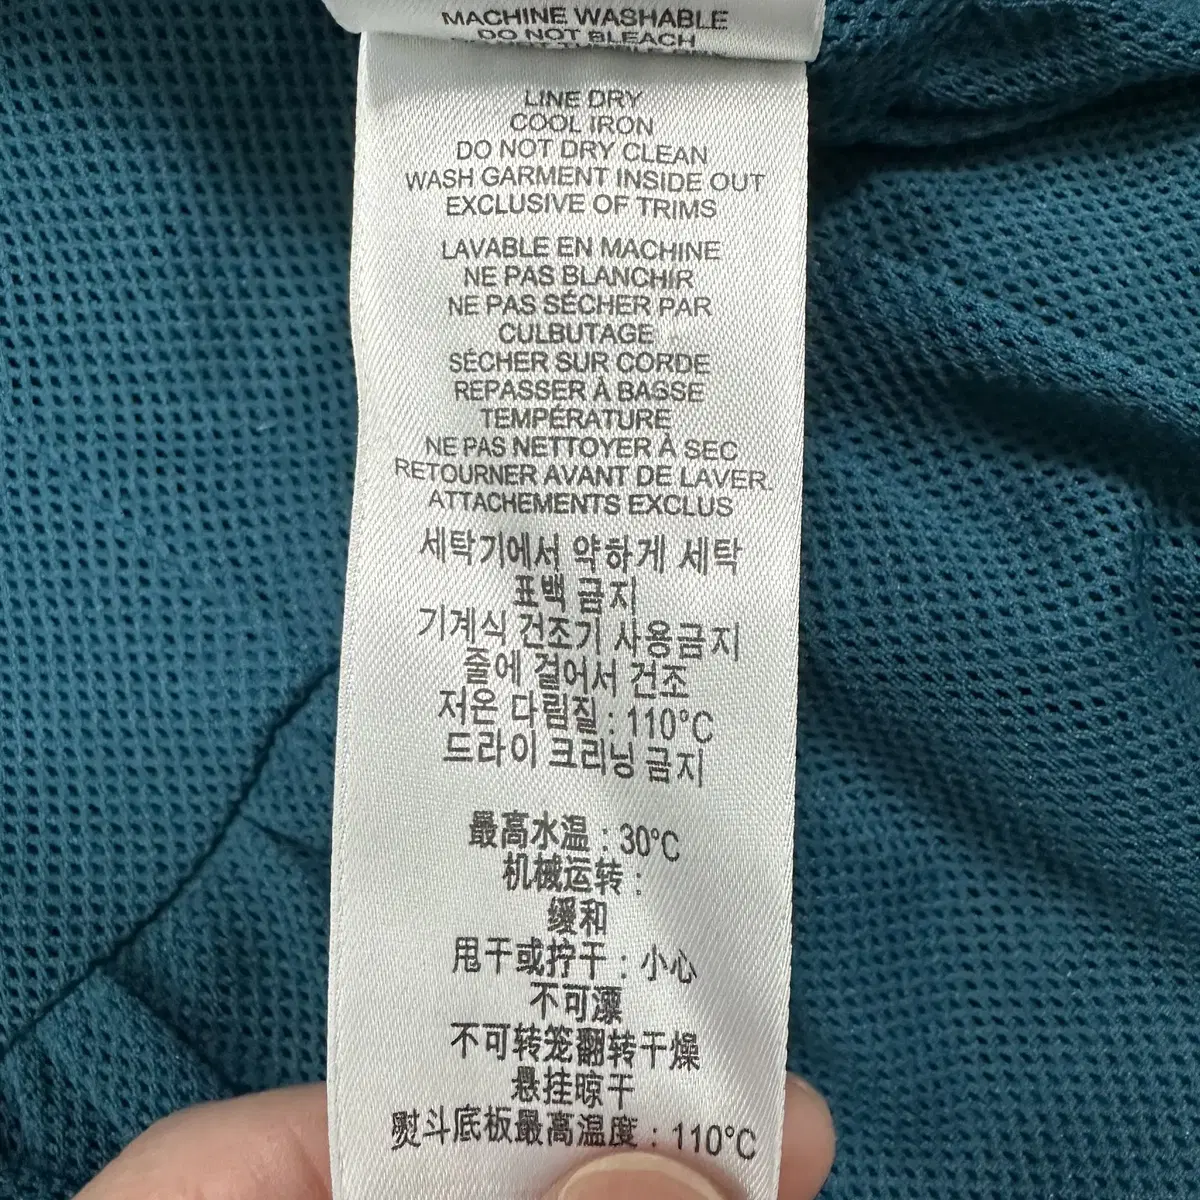 MACHINE WASHABLE
DO NOT BLEACH
LINE DRY
COOL IRON
DO NOT DRY CLEAN
WASH GARMENT INSIDE OUT
EXCLUSIVE OF TRIMS
LAVABLE EN MACHINE
NE PAS BLANCHIR
NE PAS SÉCHER PAR
CULBUTAGE
SÉCHER SUR CORDE
REPASSER À BASSE
TEMPÉRATURE
NE PAS NETTOYER À SEC
RETOURNER AVANT DE LAVER.
ATTACHEMENTS EXCLUS
세탁기에서 약하게 세탁
표백 금지
기계식 건조기 사용금지
줄에 걸어서 건조
저온 다림질 : 110°C
드라이 크리닝 금지
最高水温 : 30°C
机械运转 :
缓和
甩干或拧干 : 小心
不可漂
不可转笼翻转干燥
悬挂晾干
熨斗底板最高温度 : 110°C